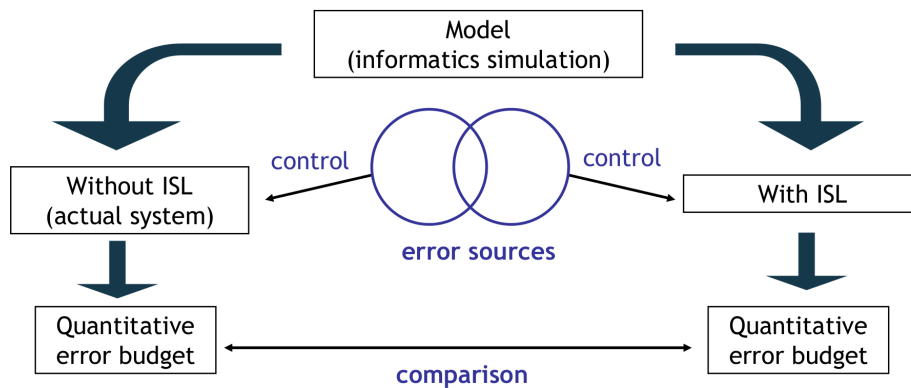 Model
(informatics simulation)
control
control
Without ISL
(actual system)
With ISL
error sources
Quantitative
error budget
Quantitative
error budget
comparison